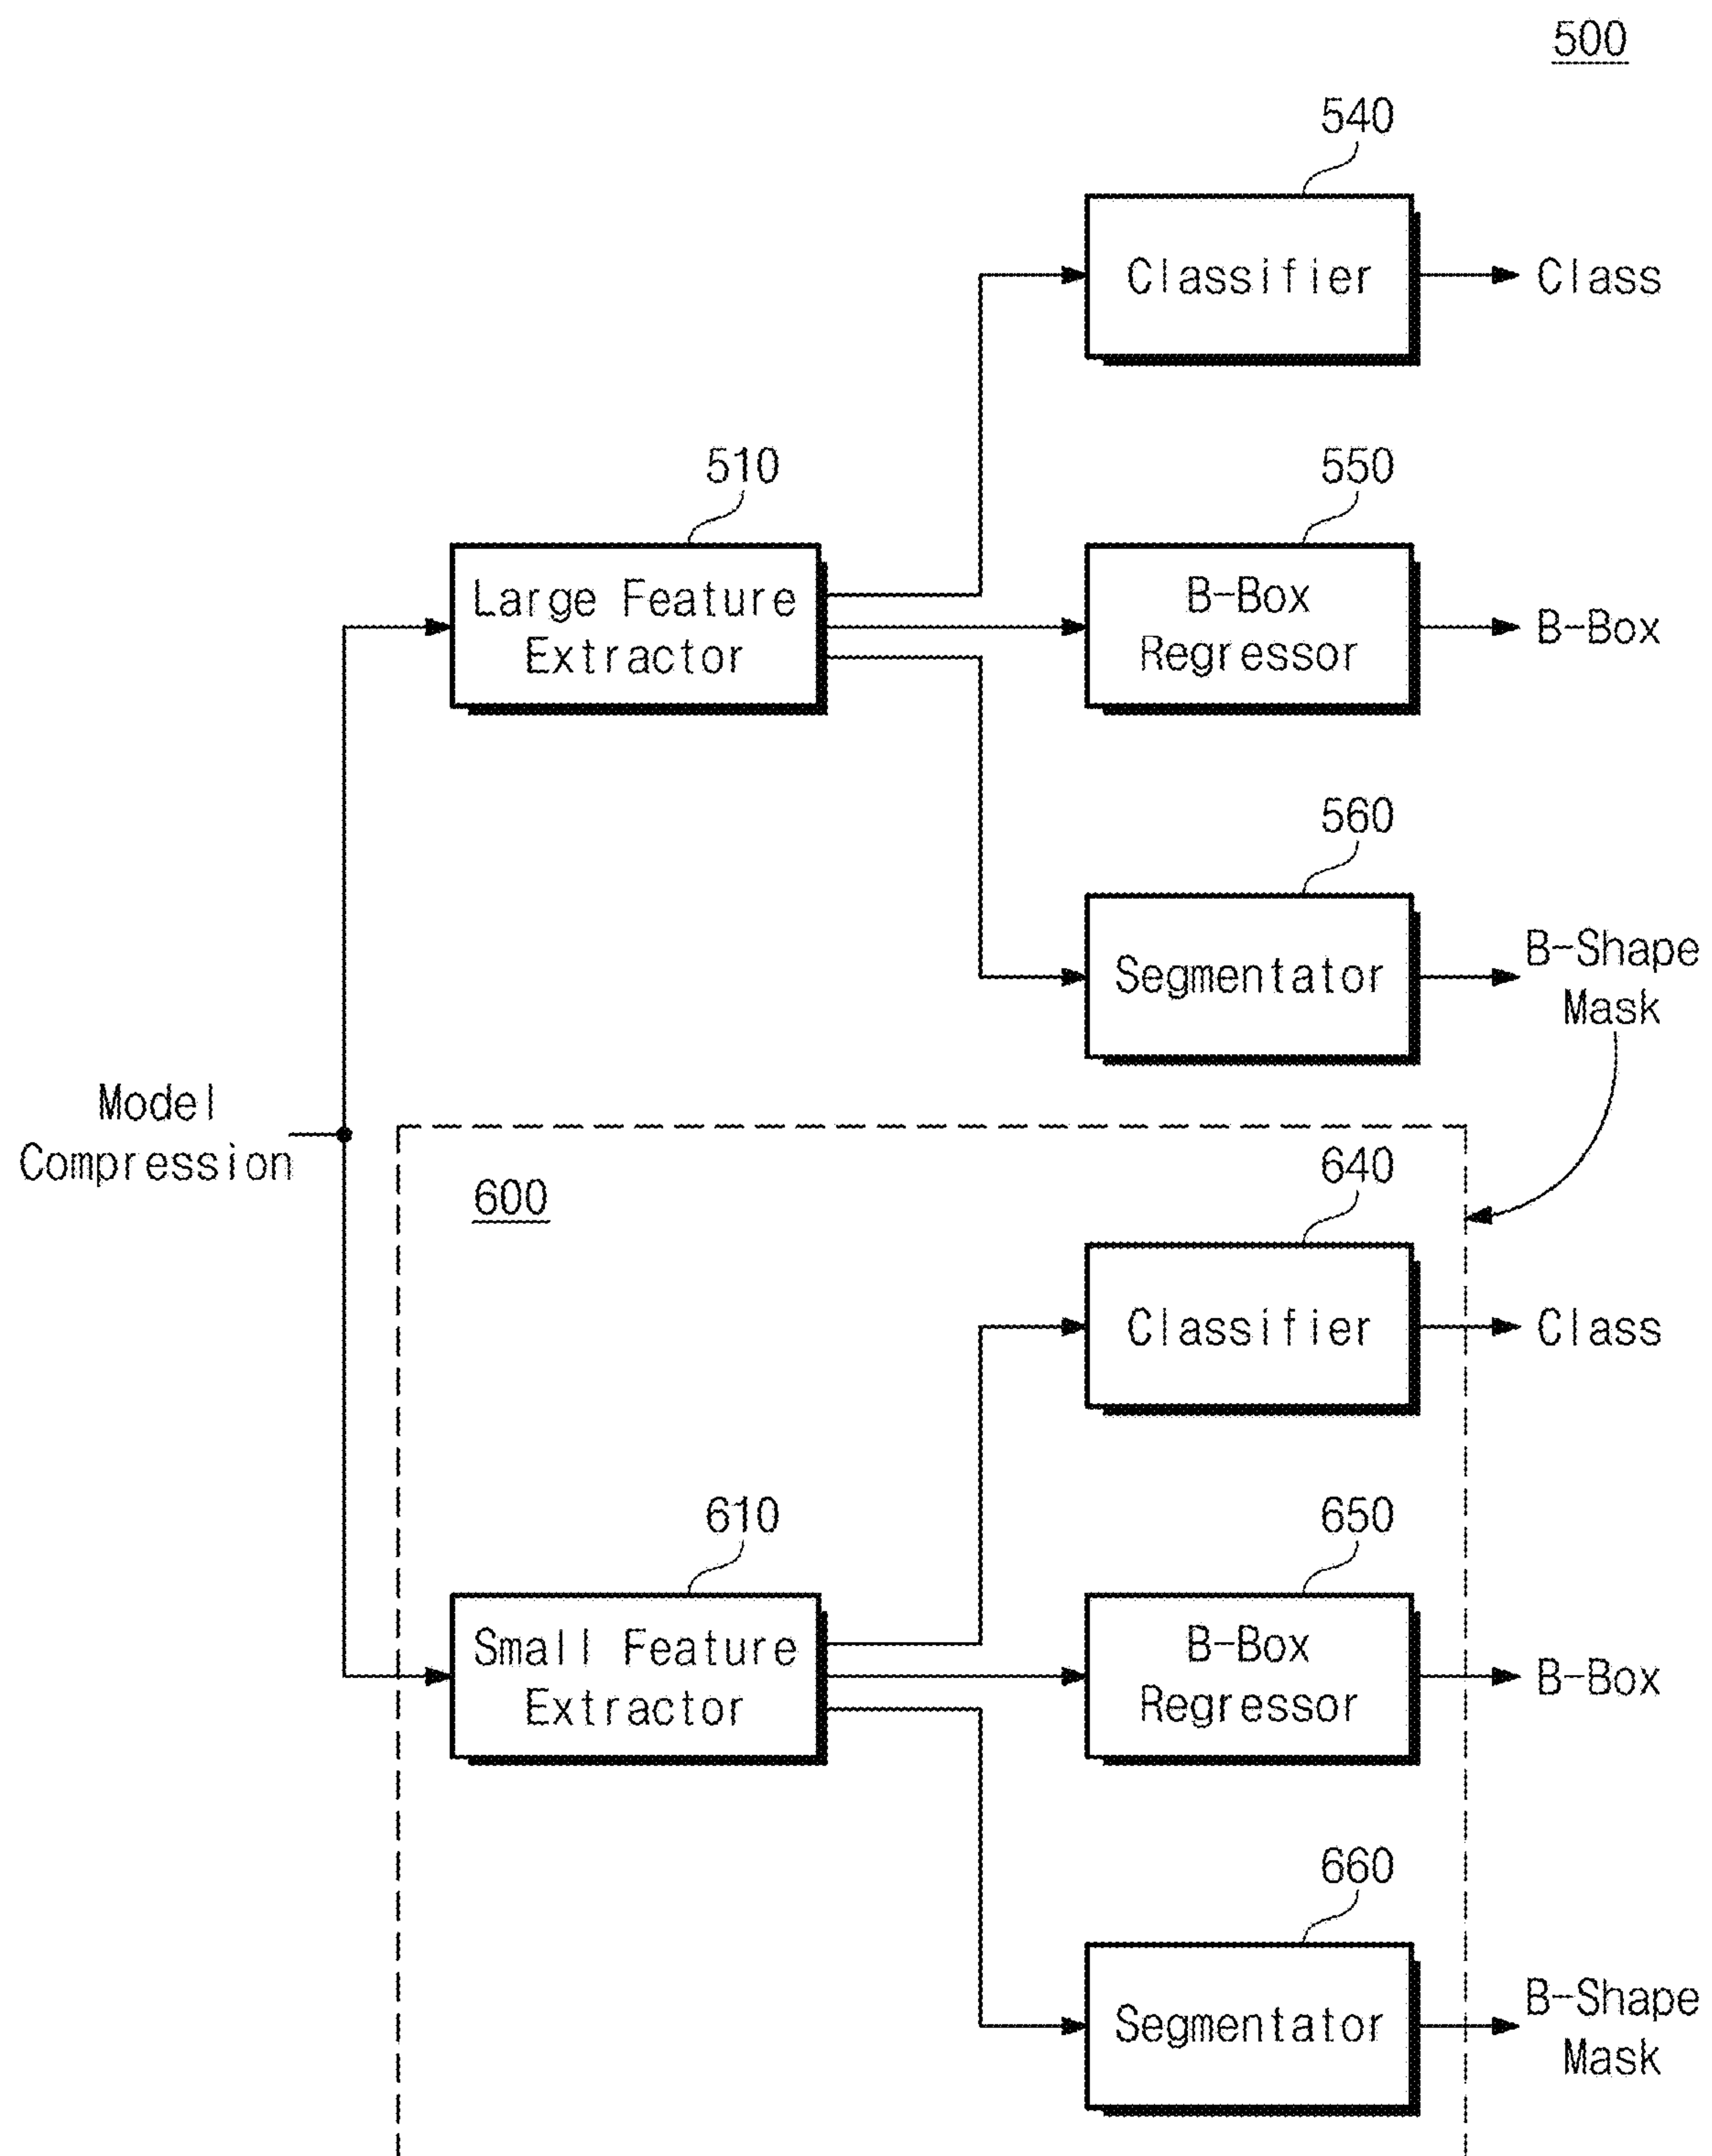 500
540
Classifier
Class
510
550
Large Feature
Extractor
B-Box
Regressor
B-Box
560
Segmentator
B-Shape
Mask
Model
Compression
600
640
Classifier
Class
610
650
Small Feature
Extractor
B-Box
Regressor
B-Box
660
Segmentator
B-Shape
Mask